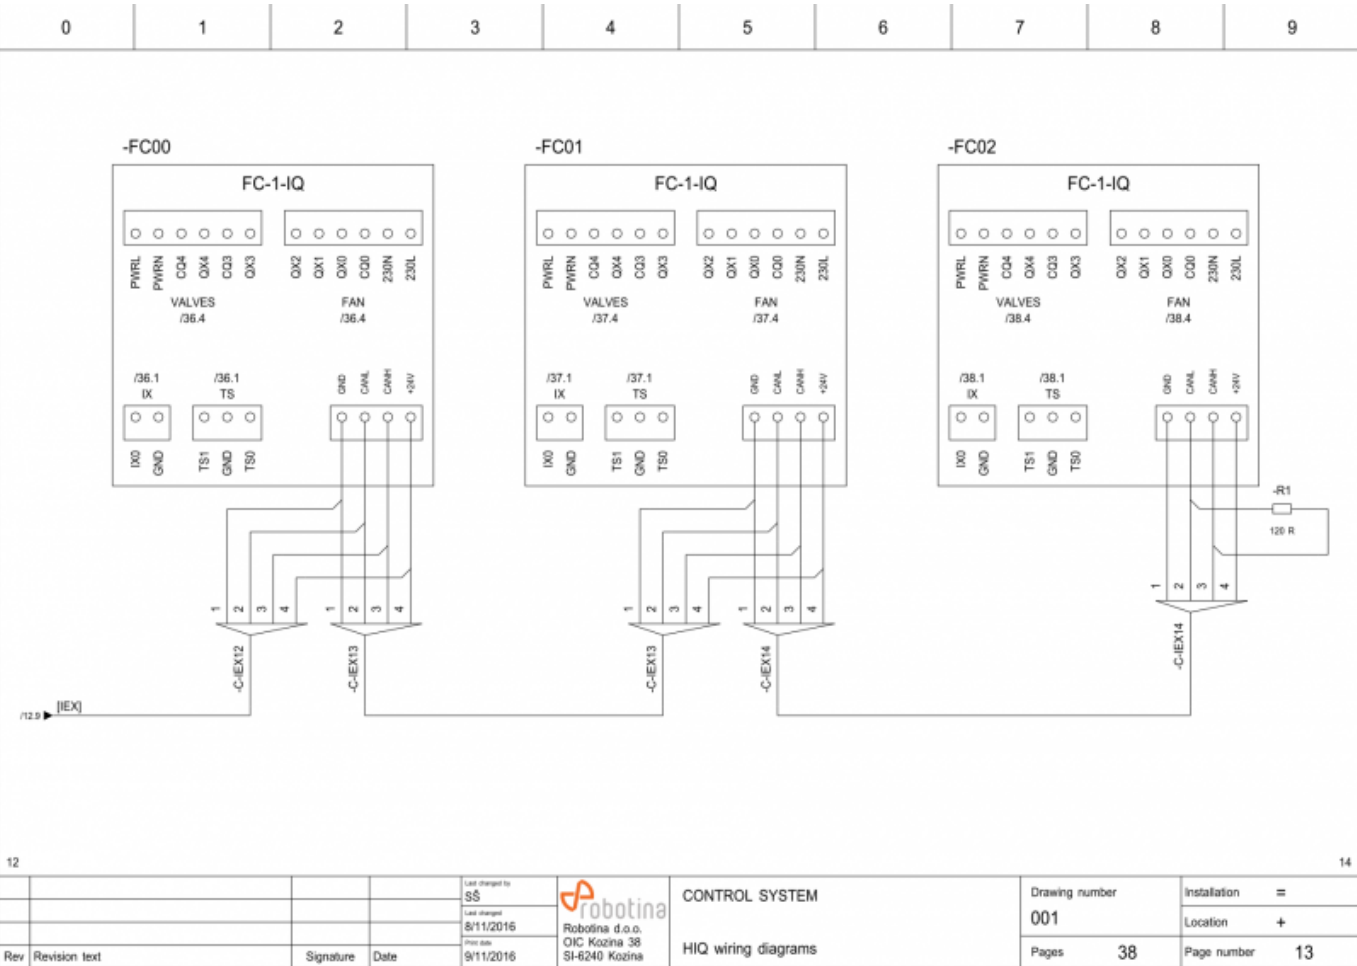 0 1 2 3 4 5 6 7 8 9
-FC00 -FC01 -FC02
FC-1-IQ FC-1-IQ FC-1-IQ
PWRL PWRN CQ4 QX4 CQ3 QX3 QX2 QX1 QX0 CQ0 230N 230L PWRL PWRN CQ4 QX4 CQ3 QX3 QX2 QX1 QX0 CQ0 230N 230L PWRL PWRN CQ4 QX4 CQ3 QX3 QX2 QX1 QX0 CQ0 230N 230L
VALVES FAN VALVES FAN VALVES FAN
/36.4 /36.4 /37.4 /37.4 /38.4 /38.4
/36.1 /36.1 GND CANL CANH +24V /37.1 /37.1 GND CANL CANH +24V /38.1 /38.1 GND CANL CANH +24V
IX TS IX TS IX TS
IX0 GND TS1 GND TS0 IX0 GND TS1 GND TS0 IX0 GND TS1 GND TS0
-R1
120 R
1 2 3 4
1 2 3 4 1 2 3 4 1 2 3 4 1 2 3 4
-C-IEX12 -C-IEX13 -C-IEX13 -C-IEX14 -C-IEX14
/12.9 [IEX]
12 14
Last changed by
SŠ
Last changed
8/11/2016
Print date
9/11/2016
Rev Revision text Signature Date
robotina
Robotina d.o.o.
OIC Kozina 38
SI-6240 Kozina
CONTROL SYSTEM
HIQ wiring diagrams
Drawing number
001
Pages 38
Installation =
Location +
Page number 13